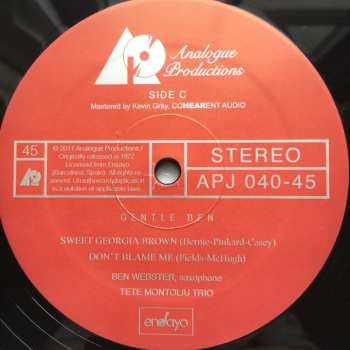 Analogue
Productions
SIDE C
Mastered by Kevin Gray, COHEARENT AUDIO
45
© 2011 Analogue Productions /
Originally released in 1972
Licensed from Ensayo
(Barcelona, Spain). All rights re-
served. Unauthorized duplication
is a violation of applicable laws.
STEREO
APJ 040-45
GENTLE BEN
SWEET GEORGIA BROWN (Bernie-Pinkard-Casey)
DON'T BLAME ME (Fields-McHugh)
BEN WEBSTER, saxophone
TETE MONTOLIU TRIO
ensayo